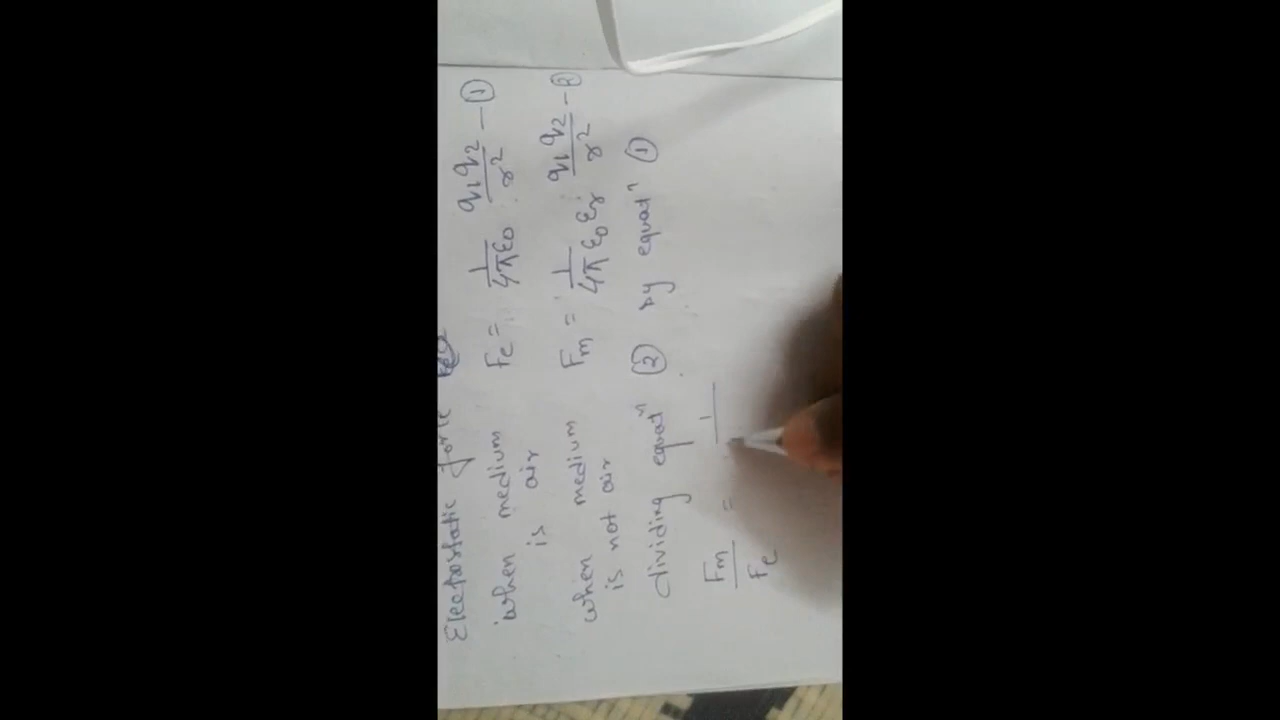 Electrostatic force
when medium is air Fe = 1/4πε0 · q1q2/r² — ①
when medium is not air Fm = 1/4πε0εr · q1q2/r² — ②
dividing equatⁿ ② by equatⁿ ①
Fm/Fe = 1/